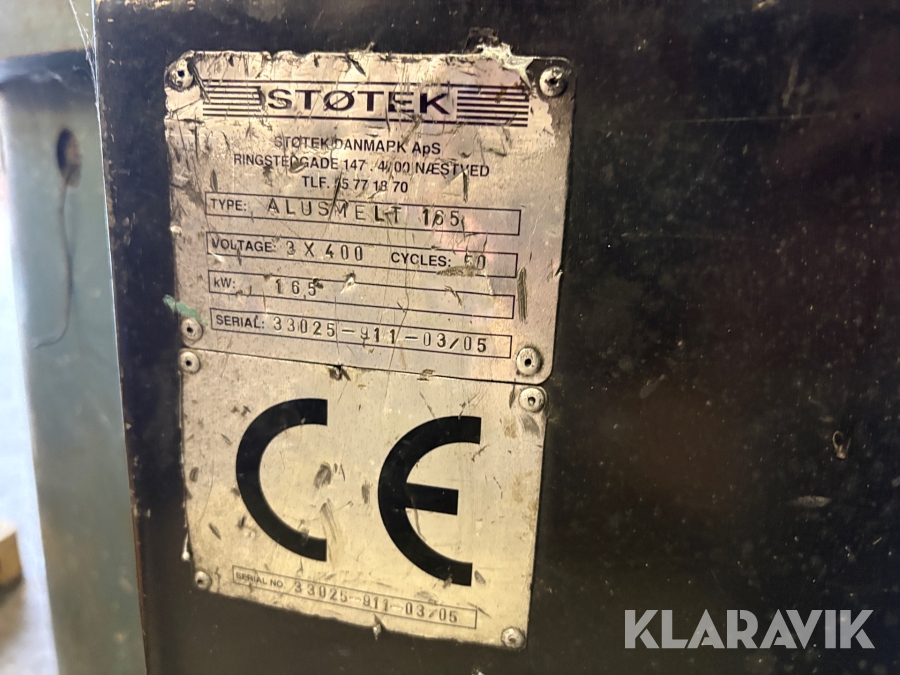 STØTEK
STØTEK DANMARK ApS
RINGSTEDGADE 147 . 4700 NÆSTVED
TLF. 55 77 18 70
TYPE: ALUSMELT 165
VOLTAGE: 3 X 400 CYCLES: 50
kW: 165
SERIAL: 33025-911-03/05
CE
SERIAL NO. 33025-911-03/05
KLARAVIK